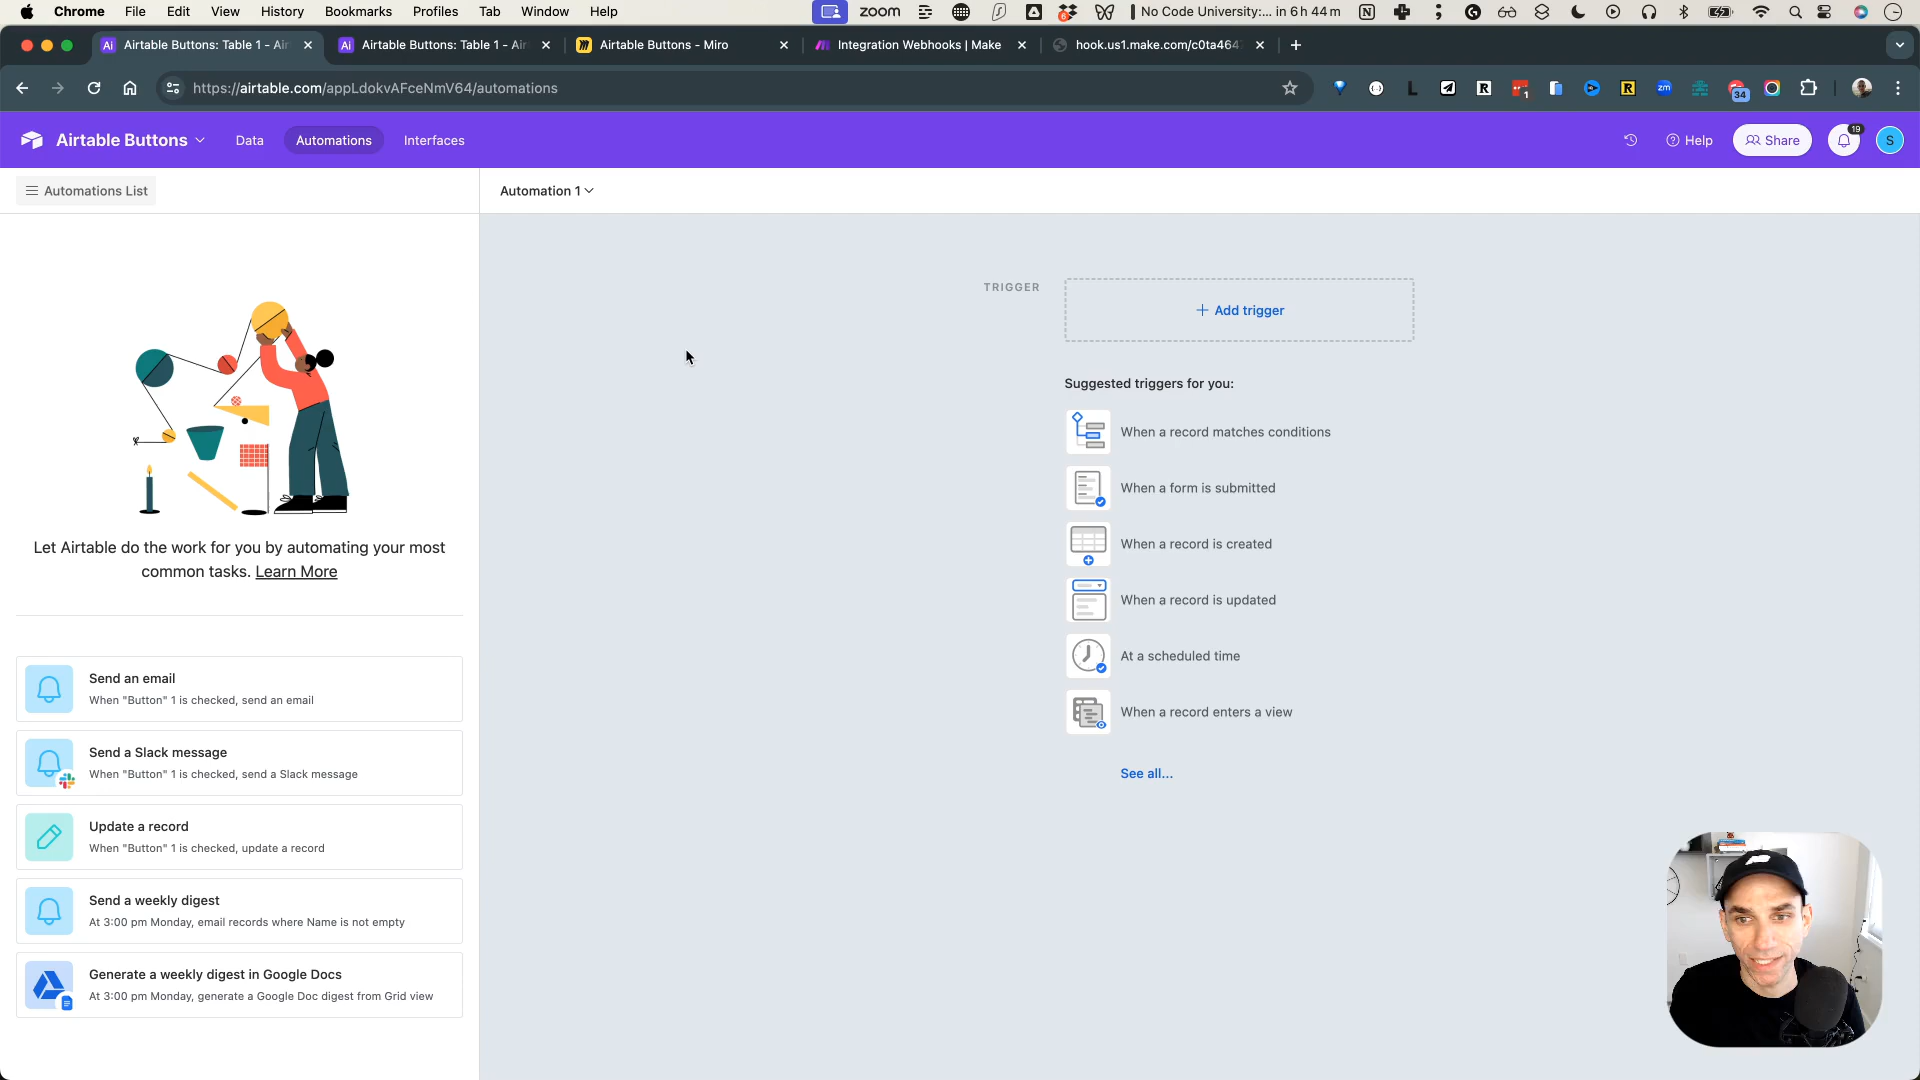 Chrome File Edit View History Bookmarks Profiles Tab Window Help zoom No Code University:... in 6 h 44 m
Airtable Buttons: Table 1 - Air Airtable Buttons: Table 1 - Air Airtable Buttons - Miro Integration Webhooks | Make hook.us1.make.com/c0ta464
https://airtable.com/appLdokvAFceNmV64/automations
34
Airtable Buttons Data Automations Interfaces Help Share 19 S
Automations List Automation 1
TRIGGER
Add trigger
Suggested triggers for you:
When a record matches conditions
When a form is submitted
When a record is created
When a record is updated
At a scheduled time
When a record enters a view
See all...
Let Airtable do the work for you by automating your most
common tasks. Learn More
Send an email
When "Button" 1 is checked, send an email
Send a Slack message
When "Button" 1 is checked, send a Slack message
Update a record
When "Button" 1 is checked, update a record
Send a weekly digest
At 3:00 pm Monday, email records where Name is not empty
Generate a weekly digest in Google Docs
At 3:00 pm Monday, generate a Google Doc digest from Grid view